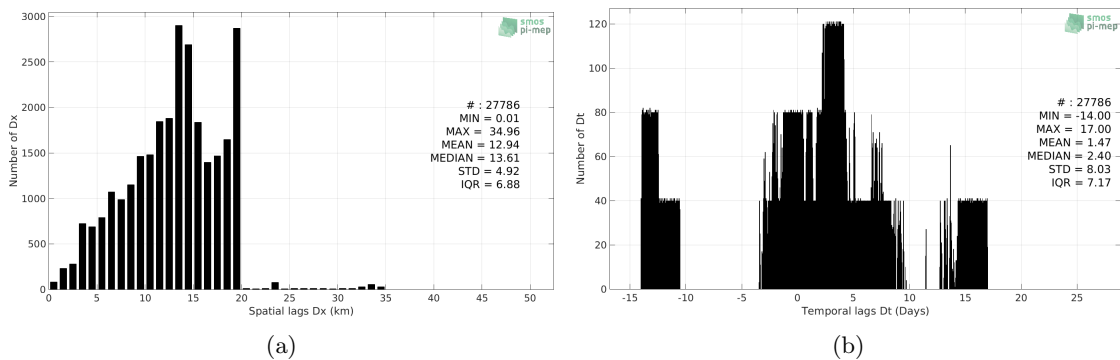 3000
2500
2000
1500
1000
500
0
Number of Dx
0 5 10 15 20 25 30 35 40 45 50
Spatial lags Dx (km)
smos
pi-mep
# : 27786
MIN = 0.01
MAX = 34.96
MEAN = 12.94
MEDIAN = 13.61
STD = 4.92
IQR = 6.88
(a)
120
100
80
60
40
20
0
Number of Dt
-15 -10 -5 0 5 10 15 20 25
Temporal lags Dt (Days)
smos
pi-mep
# : 27786
MIN = -14.00
MAX = 17.00
MEAN = 1.47
MEDIAN = 2.40
STD = 8.03
IQR = 7.17
(b)